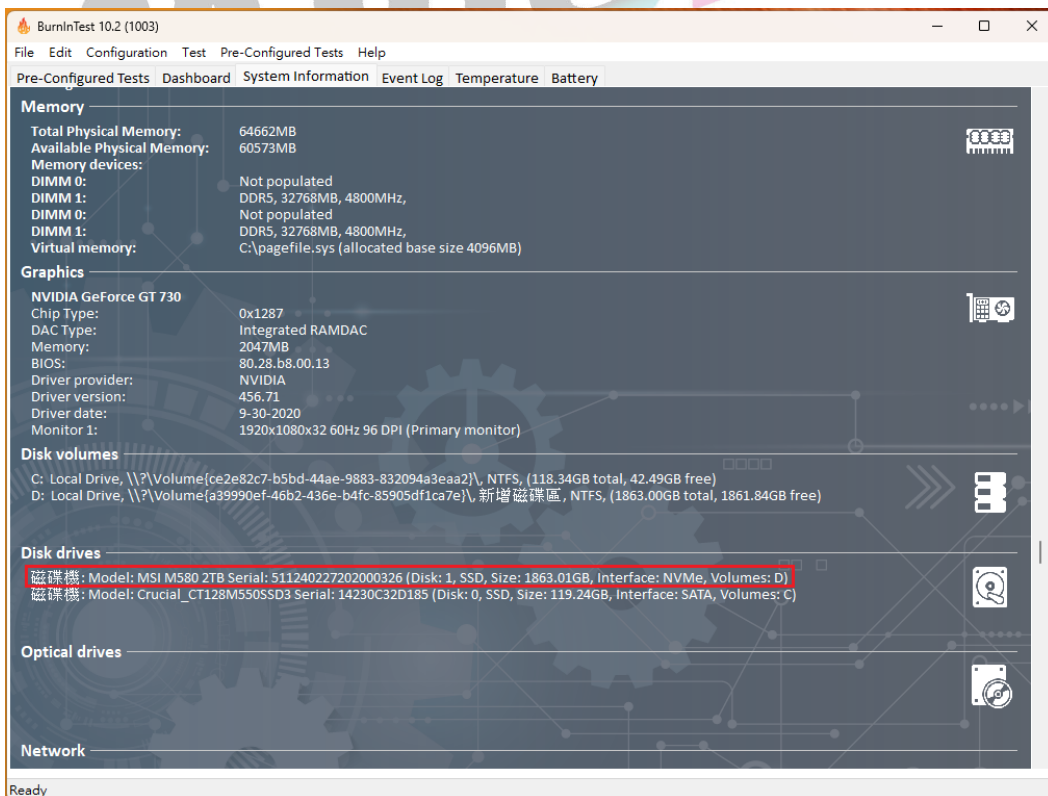 BurnInTest 10.2 (1003)
File Edit Configuration Test Pre-Configured Tests Help
Pre-Configured Tests Dashboard System Information Event Log Temperature Battery
Memory
Total Physical Memory: 64662MB
Available Physical Memory: 60573MB
Memory devices:
DIMM 0: Not populated
DIMM 1: DDR5, 32768MB, 4800MHz,
DIMM 0: Not populated
DIMM 1: DDR5, 32768MB, 4800MHz,
Virtual memory: C:\pagefile.sys (allocated base size 4096MB)
Graphics
NVIDIA GeForce GT 730
Chip Type: 0x1287
DAC Type: Integrated RAMDAC
Memory: 2047MB
BIOS: 80.28.b8.00.13
Driver provider: NVIDIA
Driver version: 456.71
Driver date: 9-30-2020
Monitor 1: 1920x1080x32 60Hz 96 DPI (Primary monitor)
Disk volumes
C: Local Drive, \\?\Volume{ce2e82c7-b5bd-44ae-9883-832094a3eaa2}\, NTFS, (118.34GB total, 42.49GB free)
D: Local Drive, \\?\Volume{a39990ef-46b2-436e-b4fc-85905df1ca7e}\, 新增磁碟區, NTFS, (1863.00GB total, 1861.84GB free)
Disk drives
磁碟機: Model: MSI M580 2TB Serial: 511240227202000326 (Disk: 1, SSD, Size: 1863.01GB, Interface: NVMe, Volumes: D)
磁碟機: Model: Crucial_CT128M550SSD3 Serial: 14230C32D185 (Disk: 0, SSD, Size: 119.24GB, Interface: SATA, Volumes: C)
Optical drives
Network
Ready